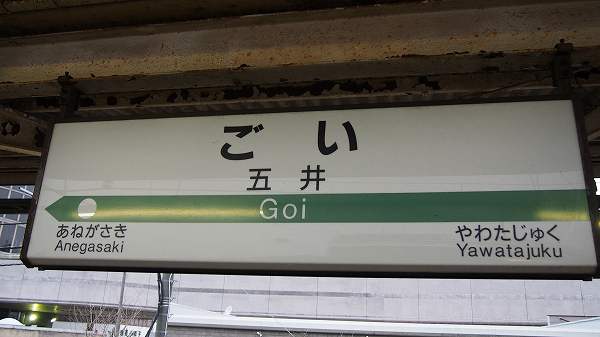 ごい
五井
Goi
あねがさき
Anegasaki
やわたじゅく
Yawatajuku